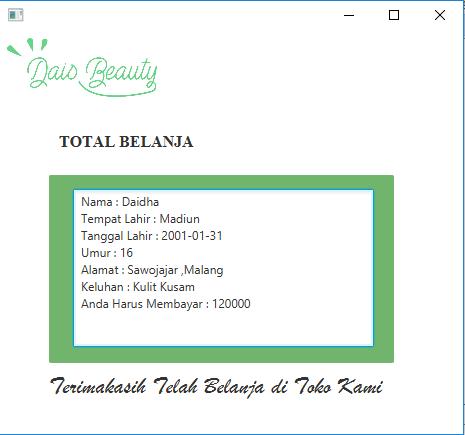 Dais Beauty
TOTAL BELANJA
Nama : Daidha
Tempat Lahir : Madiun
Tanggal Lahir : 2001-01-31
Umur : 16
Alamat : Sawojajar ,Malang
Keluhan : Kulit Kusam
Anda Harus Membayar : 120000
Terimakasih Telah Belanja di Toko Kami